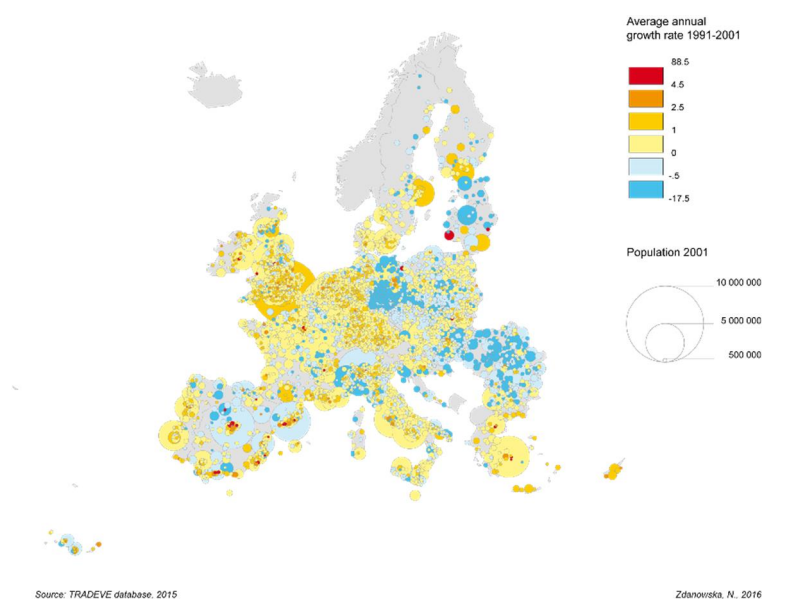 Average annual
growth rate 1991-2001
88.5
4.5
2.5
1
0
-.5
-17.5
Population 2001
10 000 000
5 000 000
500 000
Source: TRADEVE database, 2015
Zdanowska, N., 2016